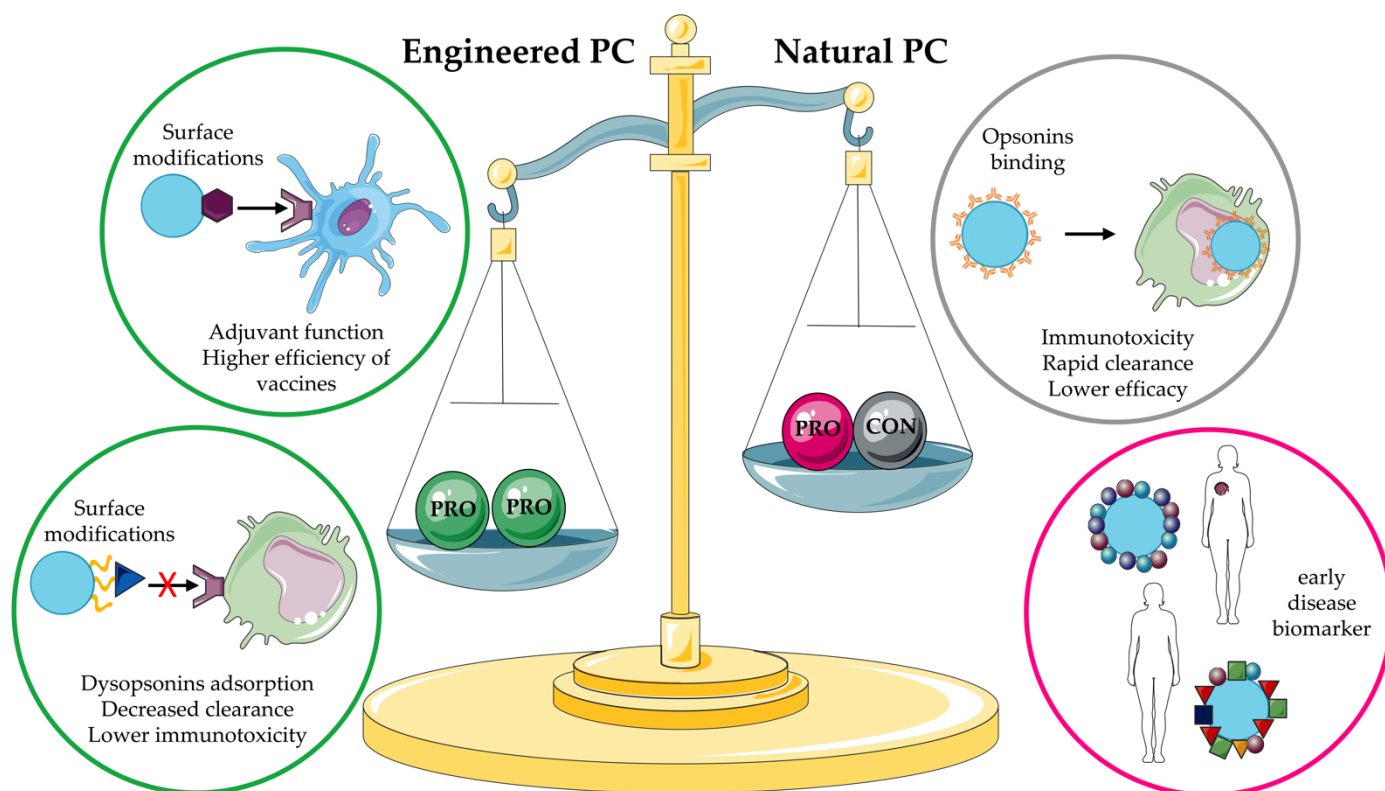 Engineered PC
Natural PC
Surface
modifications
Adjuvant function
Higher efficiency of
vaccines
Opsonins
binding
Immunotoxicity
Rapid clearance
Lower efficacy
PRO
CON
PRO
PRO
Surface
modifications
Dysopsonins adsorption
Decreased clearance
Lower immunotoxicity
early
disease
biomarker